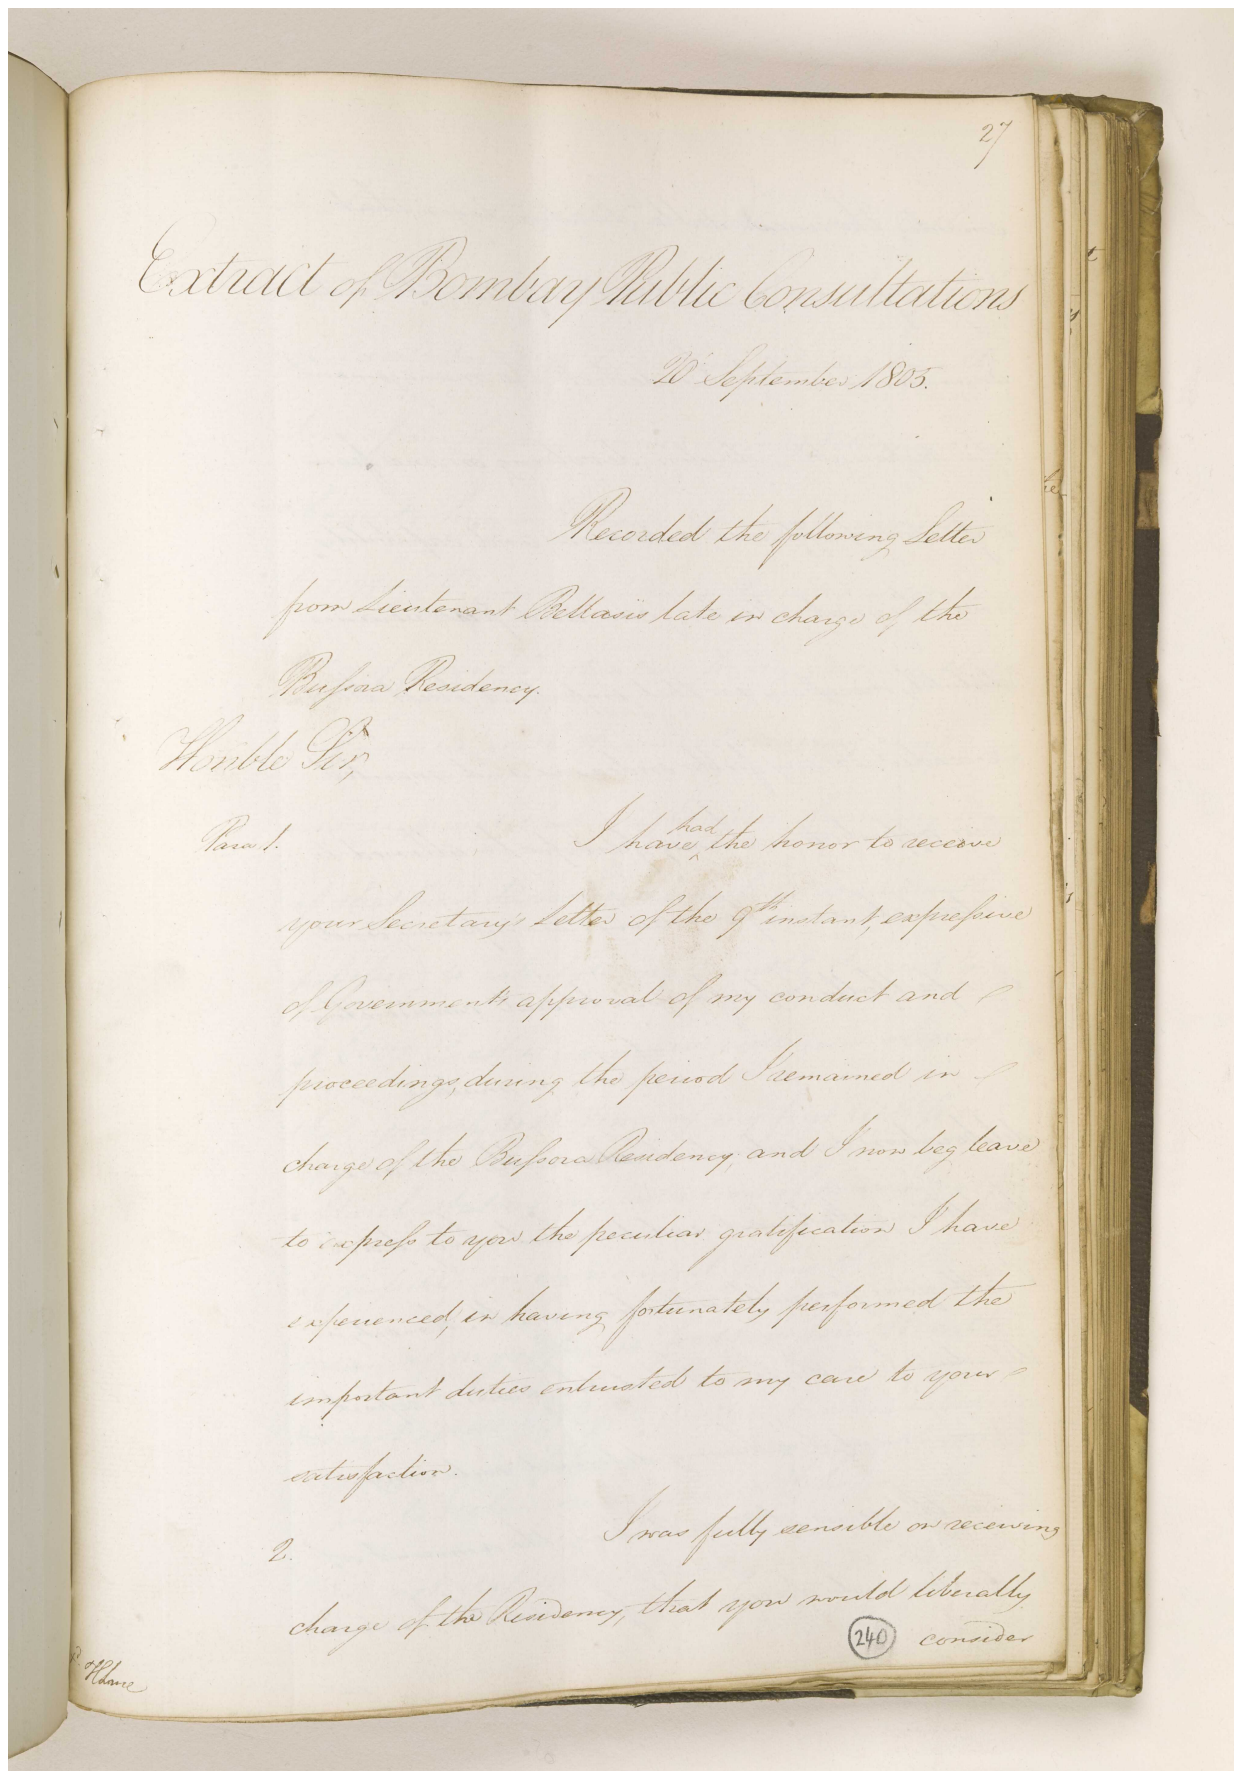 27
Extract of Bombay Public Consultations
20 September 1805.
Recorded the following Letter
from Lieutenant Bellasis late in charge of the
Bussora Residency.
Honble Sir,
Para 1. I have had the honor to receive
your Secretary's Letter of the 9th instant, expressive
of Government's approval of my conduct and
proceedings, during the period I remained in
charge of the Bussora Residency, and I now beg leave
to express to you the peculiar gratification I have
experienced, in having fortunately performed the
important duties entrusted to my care to your
satisfaction.
2. I was fully sensible on receiving
charge of the Residency, that you would liberally
240 consider